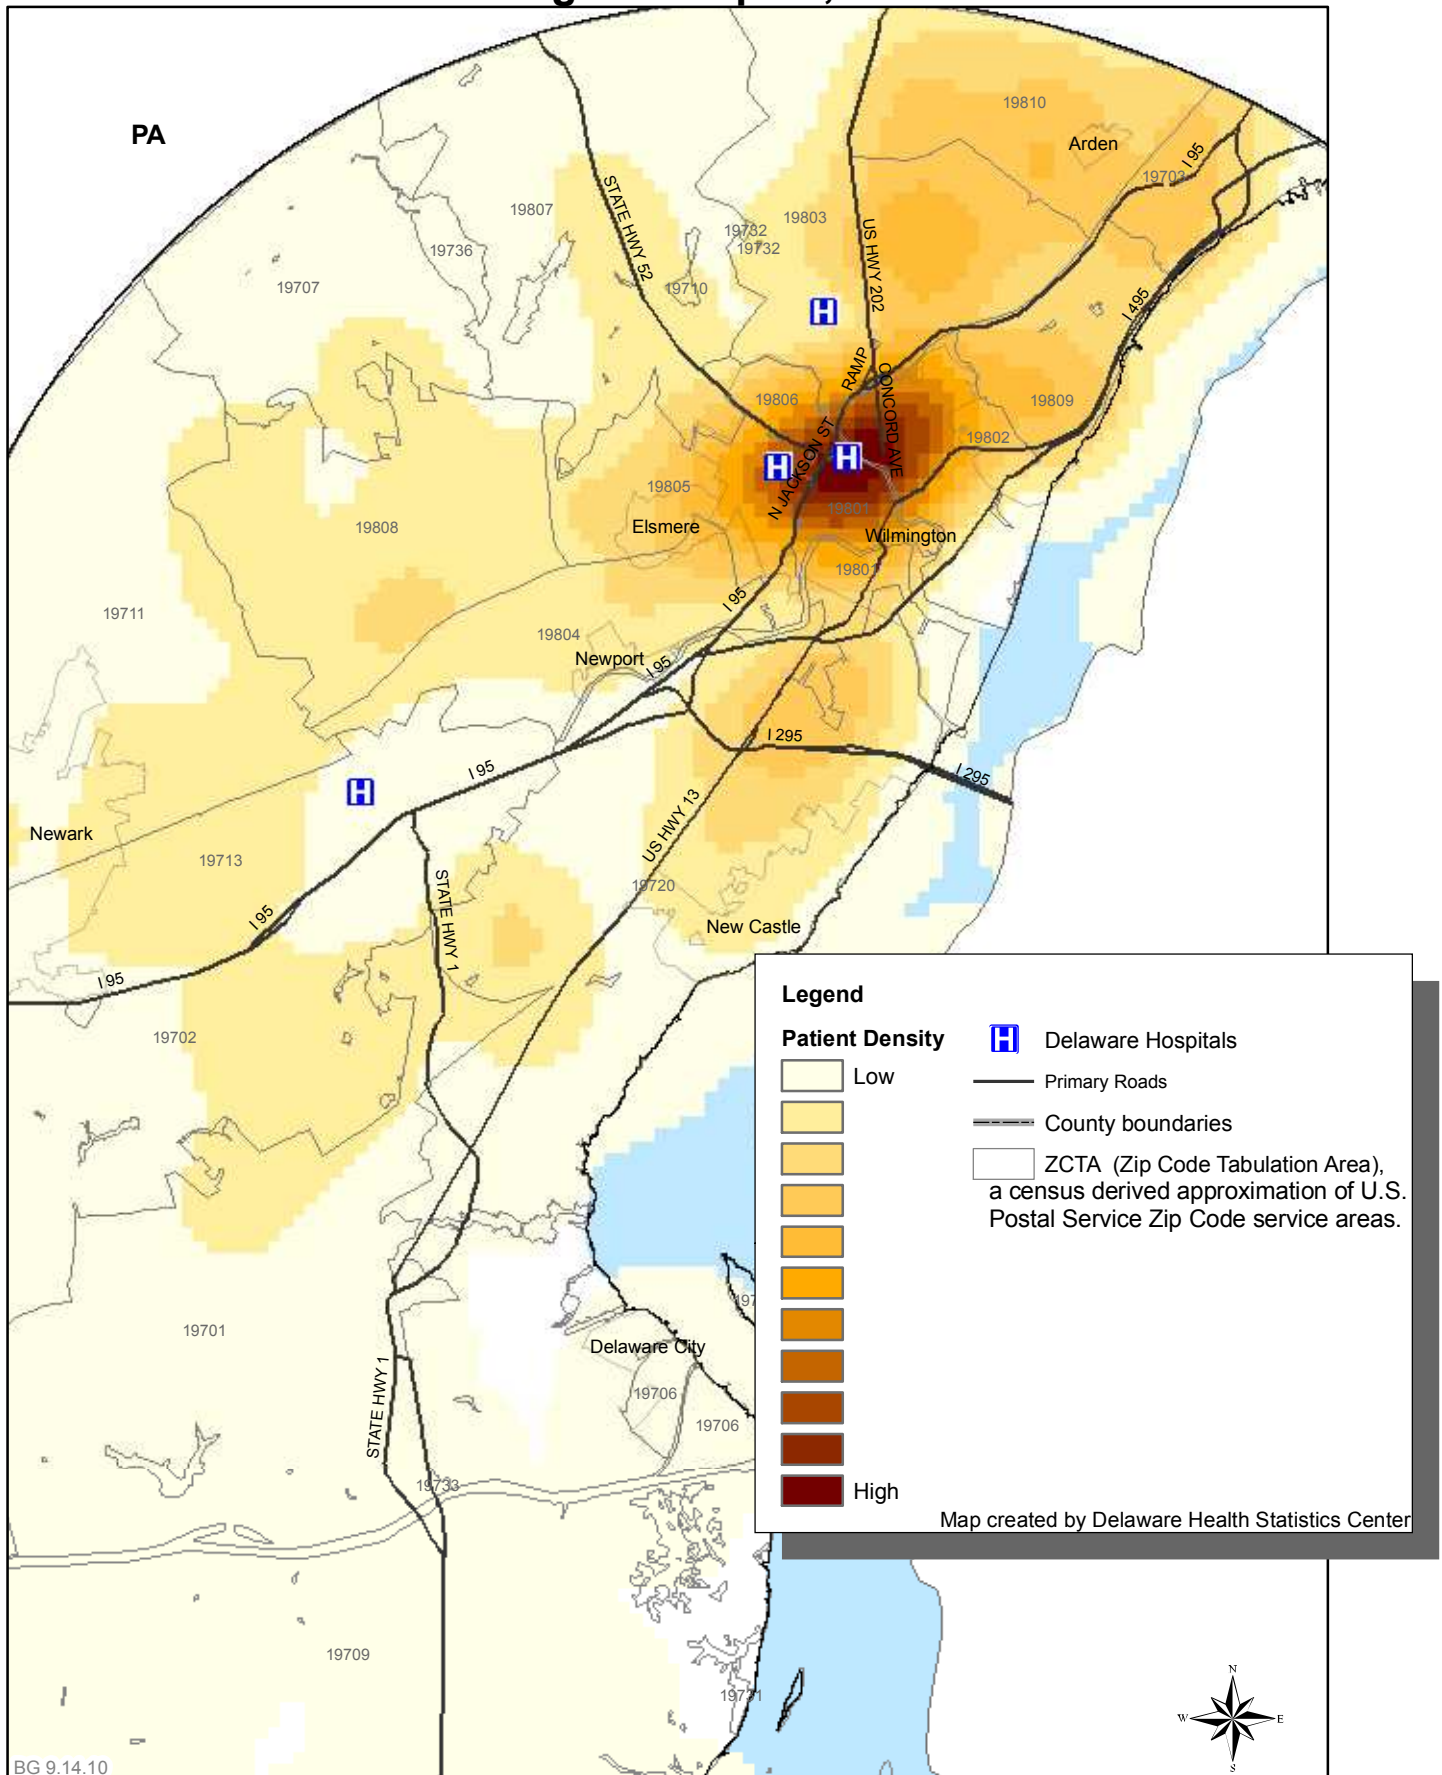 PA
19810
Arden
I 95
19703
STATE HWY 52
19807
19803
19732
19732
US HWY 202
19736
19710
19707
I 495
RAMP
CONCORD AVE
19806
19809
N JACKSON ST
19802
19805
19801
Elsmere
19808
Wilmington
19801
I 95
19711
19804
Newport
I 95
I 295
I 295
I 95
US HWY 13
Newark
19713
STATE HWY 1
19720
I 95
New Castle
I 95
19702
Legend
Patient Density
Low
High
Delaware Hospitals
Primary Roads
County boundaries
ZCTA (Zip Code Tabulation Area),
a census derived approximation of U.S.
Postal Service Zip Code service areas.
Map created by Delaware Health Statistics Center
19701
Delaware City
STATE HWY 1
19706
19706
19733
19709
19731
N
W
E
S
BG 9.14.10